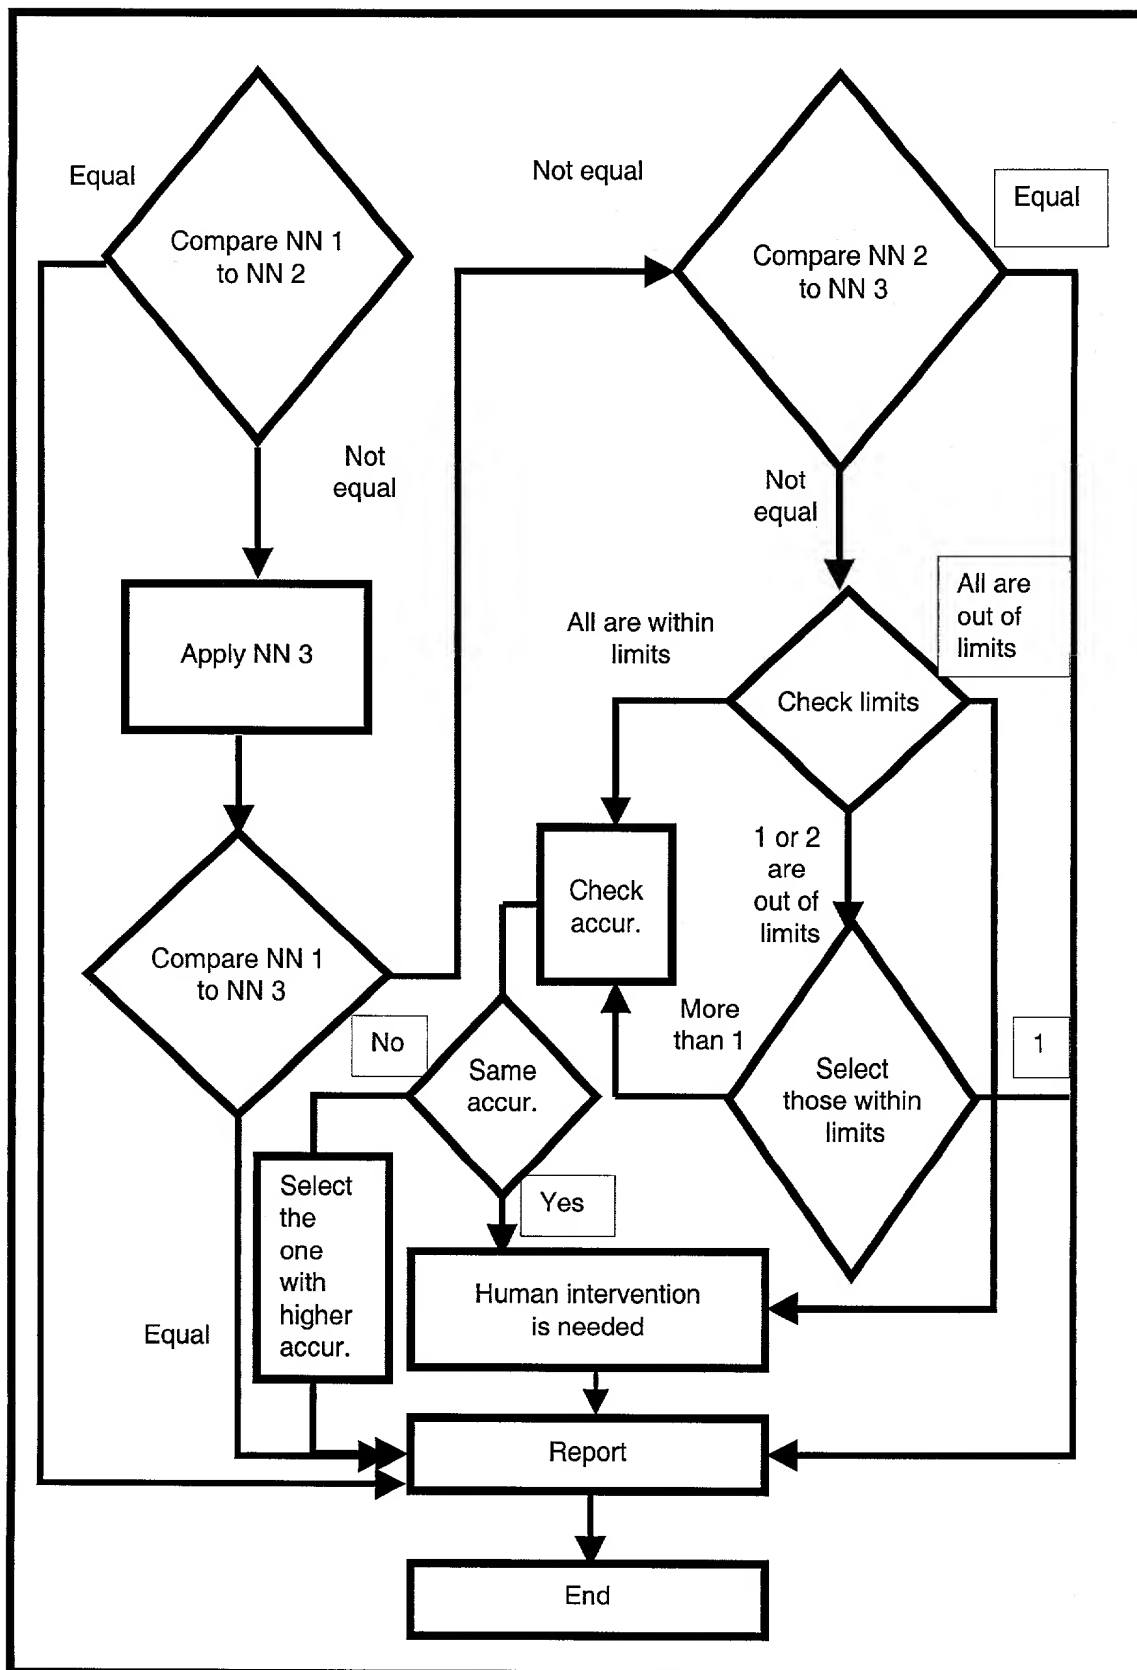 Equal
Compare NN 1
to NN 2
Not
equal
Apply NN 3
Compare NN 1
to NN 3
Equal
Not equal
Compare NN 2
to NN 3
Equal
Not
equal
All are within
limits
Check limits
All are
out of
limits
1 or 2
are
out of
limits
Check
accur.
More
than 1
Select
those within
limits
1
No
Same
accur.
Yes
Select
the
one
with
higher
accur.
Human intervention
is needed
Report
End